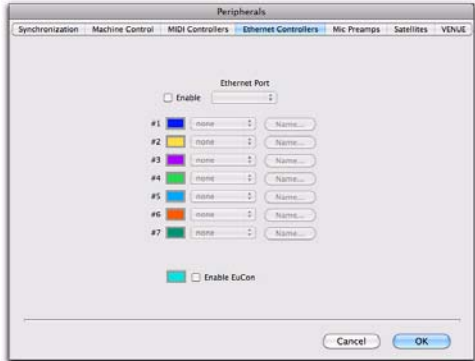 Peripherals
Synchronization Machine Control MIDI Controllers Ethernet Controllers Mic Preamps Satellites VENUE
Ethernet Port
Enable
#1 none Name...
#2 none Name...
#3 none Name...
#4 none Name...
#5 none Name...
#6 none Name...
#7 none Name...
Enable EuCon
Cancel OK